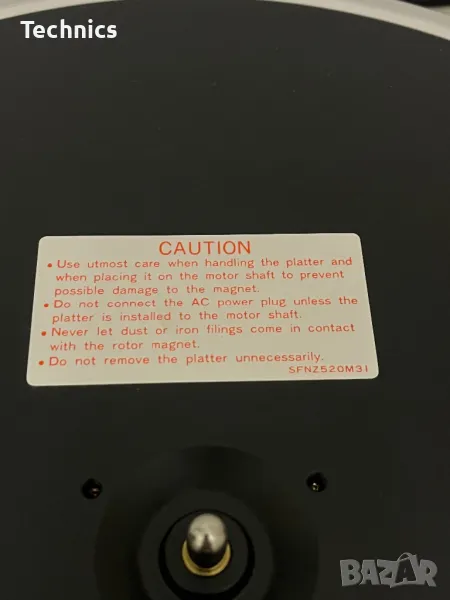 Technics
CAUTION
• Use utmost care when handling the platter and
when placing it on the motor shaft to prevent
possible damage to the magnet.
• Do not connect the AC power plug unless the
platter is installed to the motor shaft.
• Never let dust or iron filings come in contact
with the rotor magnet.
• Do not remove the platter unnecessarily.
SFNZ520M31
BAZAR